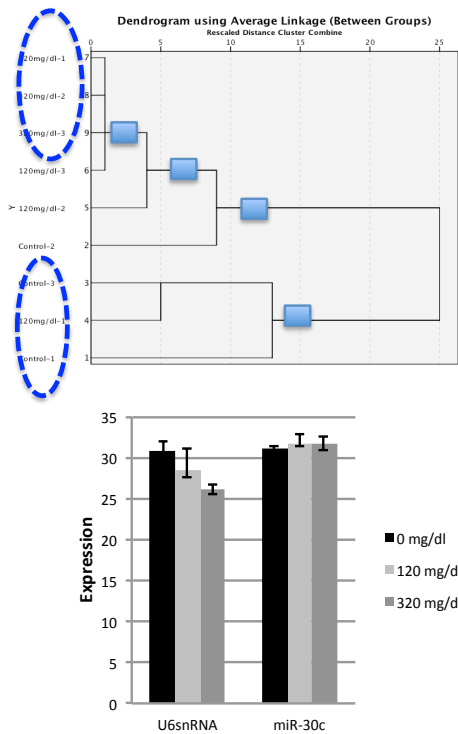 Dendrogram using Average Linkage (Between Groups)
Rescaled Distance Cluster Combine
0 5 10 15 20 25
20mg/dl-1 7
20mg/dl-2 8
320mg/dl-3 9
120mg/dl-3 6
Y
120mg/dl-2 5
Control-2 2
Control-3 3
120mg/dl-1 4
Control-1 1
35
30
25
20
15
10
5
0
Expression
0 mg/dl
120 mg/d
320 mg/d
U6snRNA miR-30c